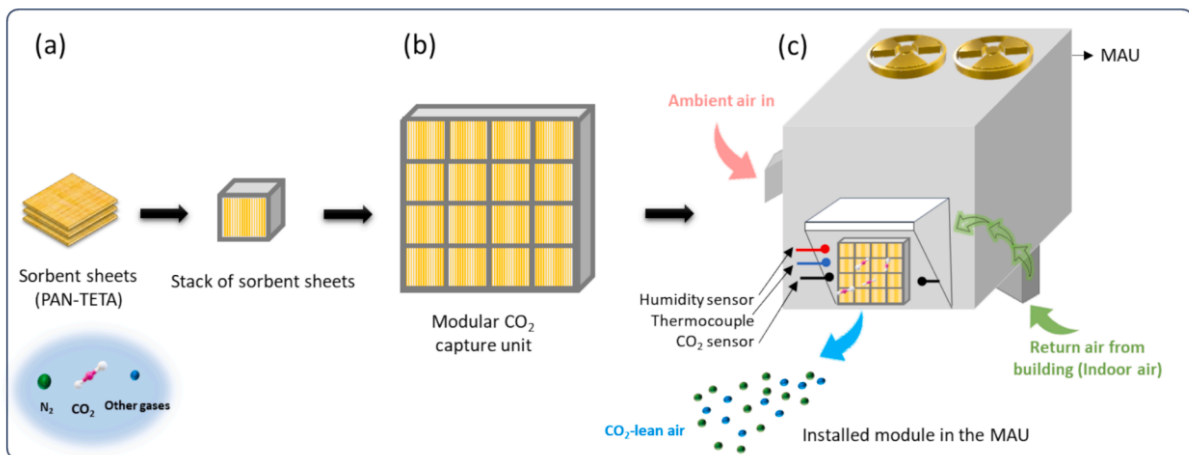 (a)
Sorbent sheets
(PAN-TETA)
N₂
CO₂
Other gases
Stack of sorbent sheets
(b)
Modular CO₂
capture unit
(c)
MAU
Ambient air in
Humidity sensor
Thermocouple
CO₂ sensor
Return air from
building (Indoor air)
CO₂-lean air
Installed module in the MAU